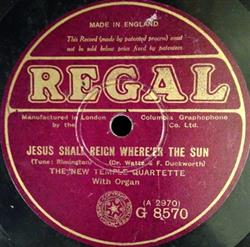 MADE IN ENGLAND
This Record (made by patented process) must
not be sold below price fixed by patentees.
REGAL
Manufactured in London Columbia Graphophone
by the Co. Ltd.
JESUS SHALL REIGN WHERE'ER THE SUN
(Tune: Rimington) (Dr. Watts & F. Duckworth)
THE NEW TEMPLE QUARTETTE
With Organ
(A 2970)
G 8570